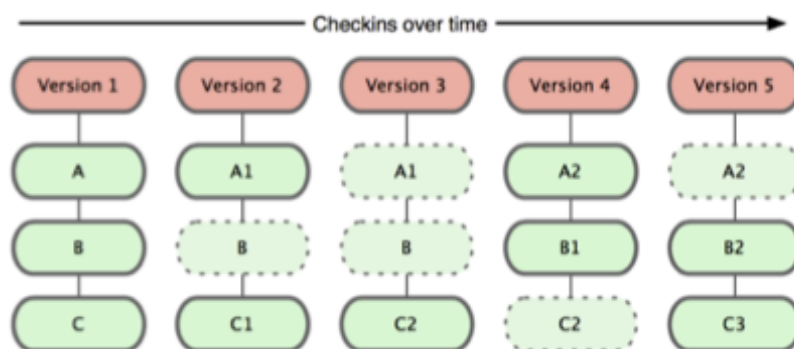 Checkins over time
Version 1 Version 2 Version 3 Version 4 Version 5
A A1 A1 A2 A2
B B B B1 B2
C C1 C2 C2 C3